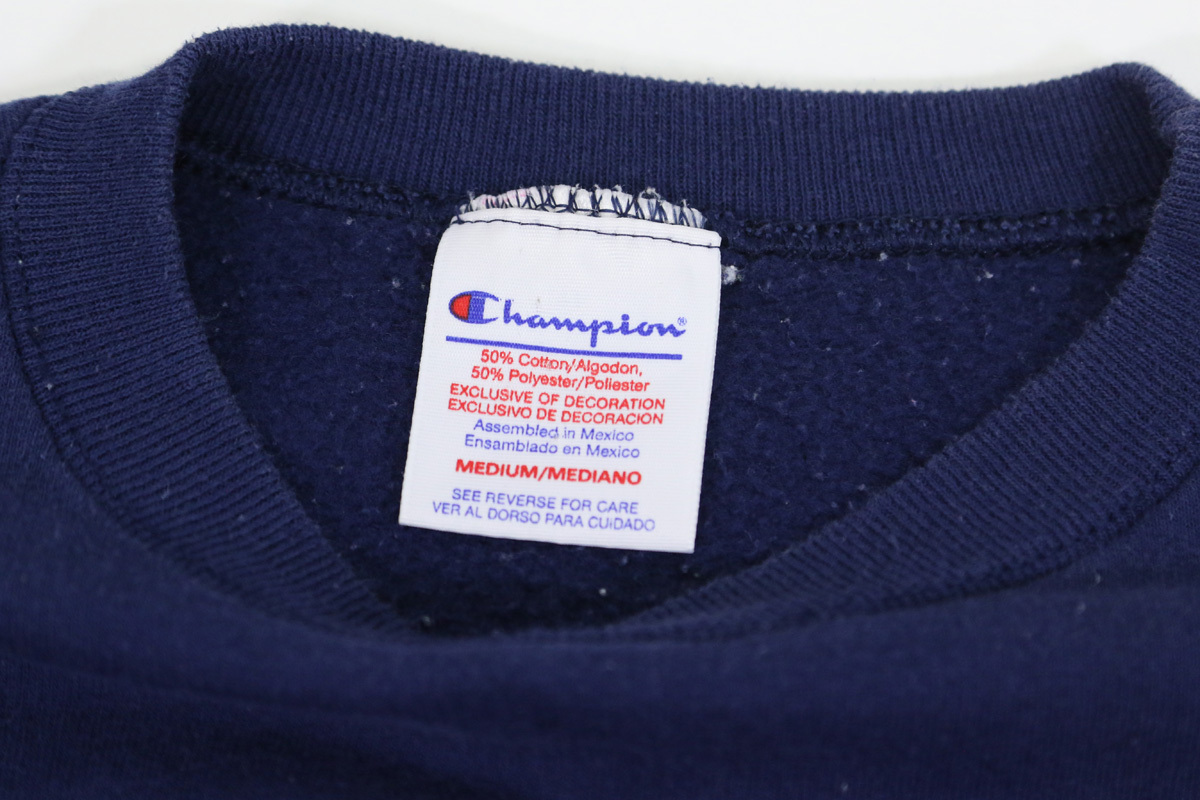 Champion®
50% Cotton/Algodon,
50% Polyester/Poliester
EXCLUSIVE OF DECORATION
EXCLUSIVO DE DECORACION
Assembled in Mexico
Ensamblado en Mexico
MEDIUM/MEDIANO
SEE REVERSE FOR CARE
VER AL DORSO PARA CUIDADO